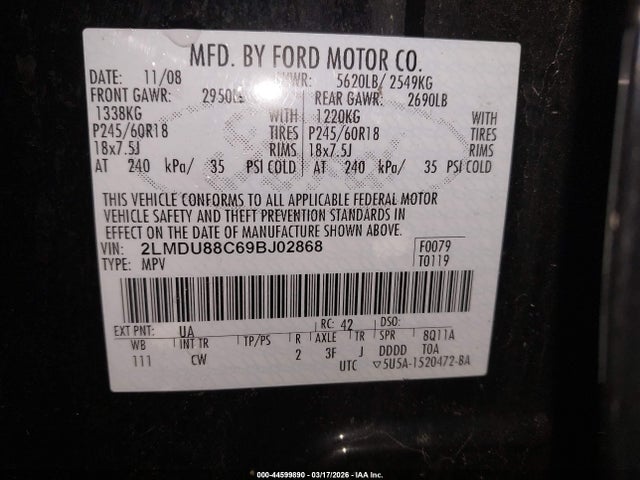 MFD. BY FORD MOTOR CO.
DATE: 11/08 GVWR: 5620LB/ 2549KG
FRONT GAWR: 2950LB REAR GAWR: 2690LB
1338KG WITH 1220KG WITH
P245/60R18 TIRES P245/60R18 TIRES
18x7.5J RIMS 18x7.5J RIMS
AT 240 kPa/ 35 PSI COLD AT 240 kPa/ 35 PSI COLD
THIS VEHICLE CONFORMS TO ALL APPLICABLE FEDERAL MOTOR
VEHICLE SAFETY AND THEFT PREVENTION STANDARDS IN
EFFECT ON THE DATE OF MANUFACTURE SHOWN ABOVE.
VIN: 2LMDU88C69BJ02868 F0079
TYPE: MPV T0119
EXT PNT: UA RC: 42 DSO:
WB INT TR TP/PS R AXLE TR SPR 8Q11A
111 CW 2 3F J DDDD TOA
UTC ▽5U5A-1520472-BA
000-44599890 - 03/17/2026 - IAA Inc.